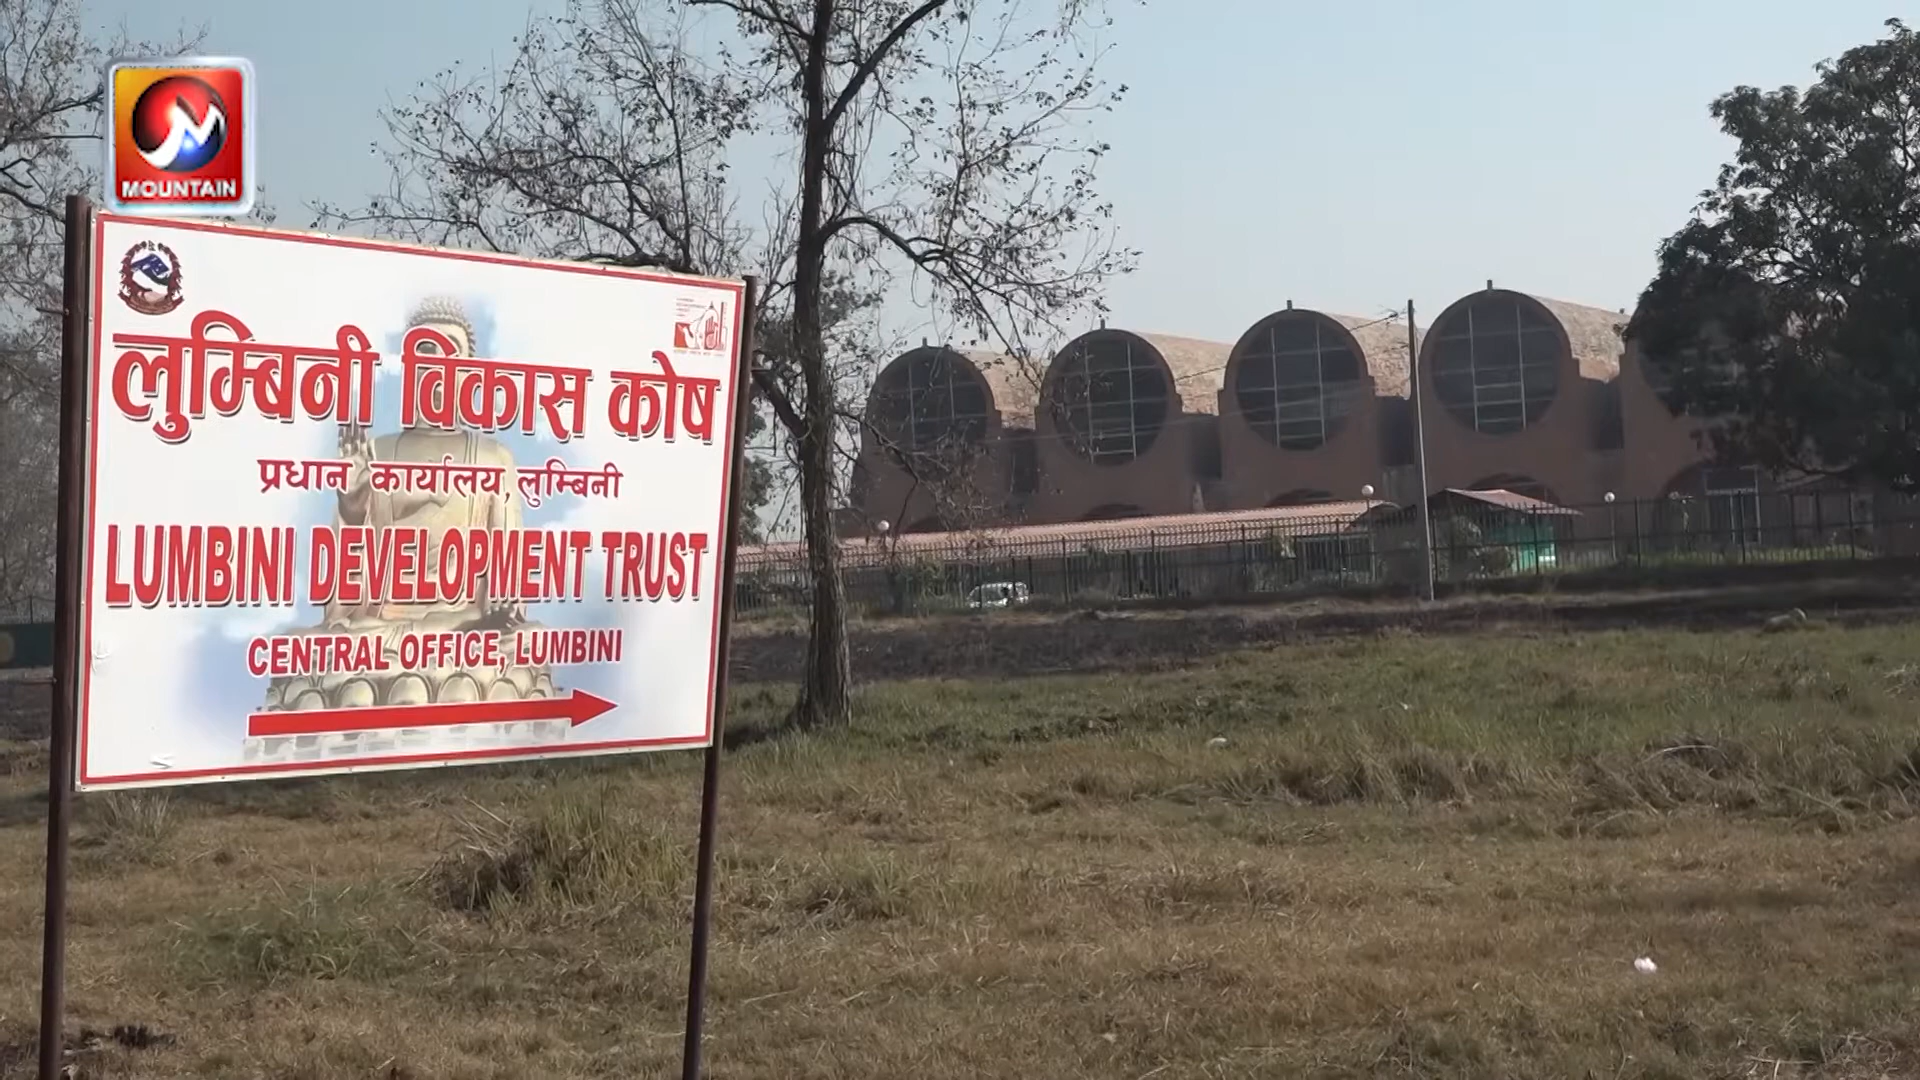 MOUNTAIN
लुम्बिनी विकास कोष
प्रधान कार्यालय, लुम्बिनी
LUMBINI DEVELOPMENT TRUST
CENTRAL OFFICE, LUMBINI